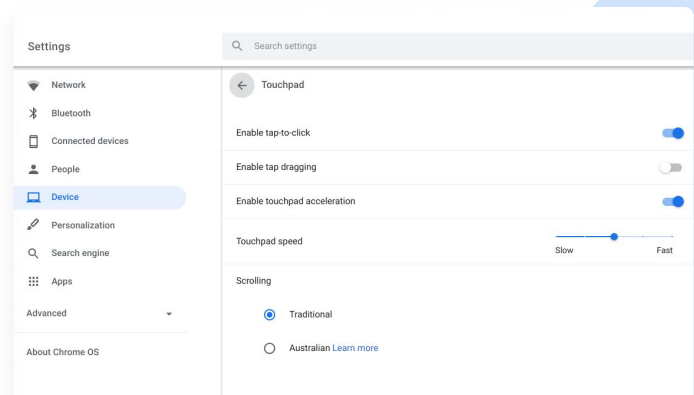 Settings
Search settings
Network
Bluetooth
Connected devices
People
Device
Personalization
Search engine
Apps
Advanced
About Chrome OS
Touchpad
Enable tap-to-click
Enable tap dragging
Enable touchpad acceleration
Touchpad speed
Slow Fast
Scrolling
Traditional
Australian Learn more